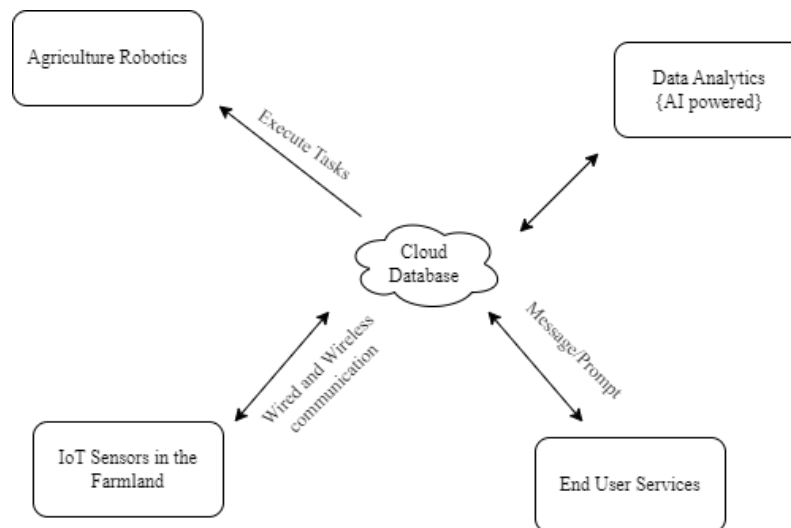 Agriculture Robotics
Data Analytics
{AI powered}
Execute Tasks
Cloud
Database
Wired and Wireless
communication
Message/Prompt
IoT Sensors in the
Farmland
End User Services